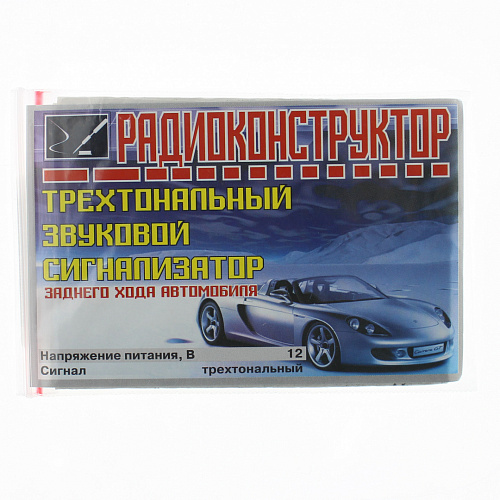 РАДИОКОНСТРУКТОР
ТРЕХТОНАЛЬНЫЙ
ЗВУКОВОЙ
СИГНАЛИЗАТОР
ЗАДНЕГО ХОДА АВТОМОБИЛЯ
Напряжение питания, В 12
Сигнал трехтональный